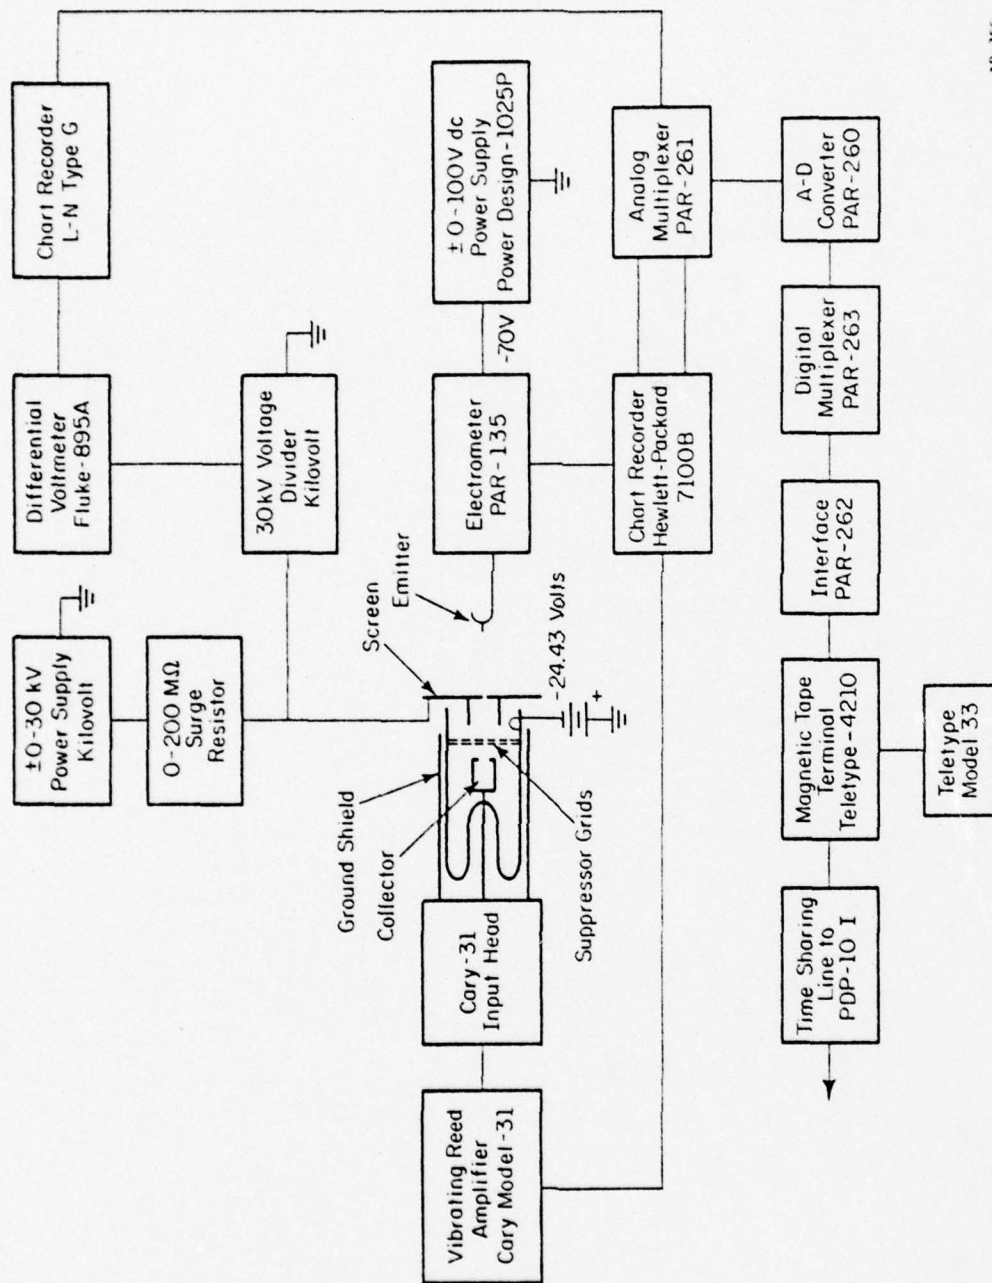 ±0-30 kV
Power Supply
Kilovolt
Differential
Voltmeter
Fluke-895A
Chart Recorder
L-N Type G
0-200 MΩ
Surge
Resistor
30kV Voltage
Divider
Kilovolt
Ground Shield
Collector
Screen
Emitter
Vibrating Reed
Amplifier
Cary Model-31
Cary-31
Input Head
Suppressor Grids
-24.43 Volts
+
Electrometer
PAR-135
-70V
±0-100V dc
Power Supply
Power Design-1025P
Chart Recorder
Hewlett-Packard
7100B
Analog
Multiplexer
PAR-261
Time Sharing
Line to
PDP-10 I
Magnetic Tape
Terminal
Teletype-4210
Interface
PAR-262
Digital
Multiplexer
PAR-263
A-D
Converter
PAR-260
Teletype
Model 33